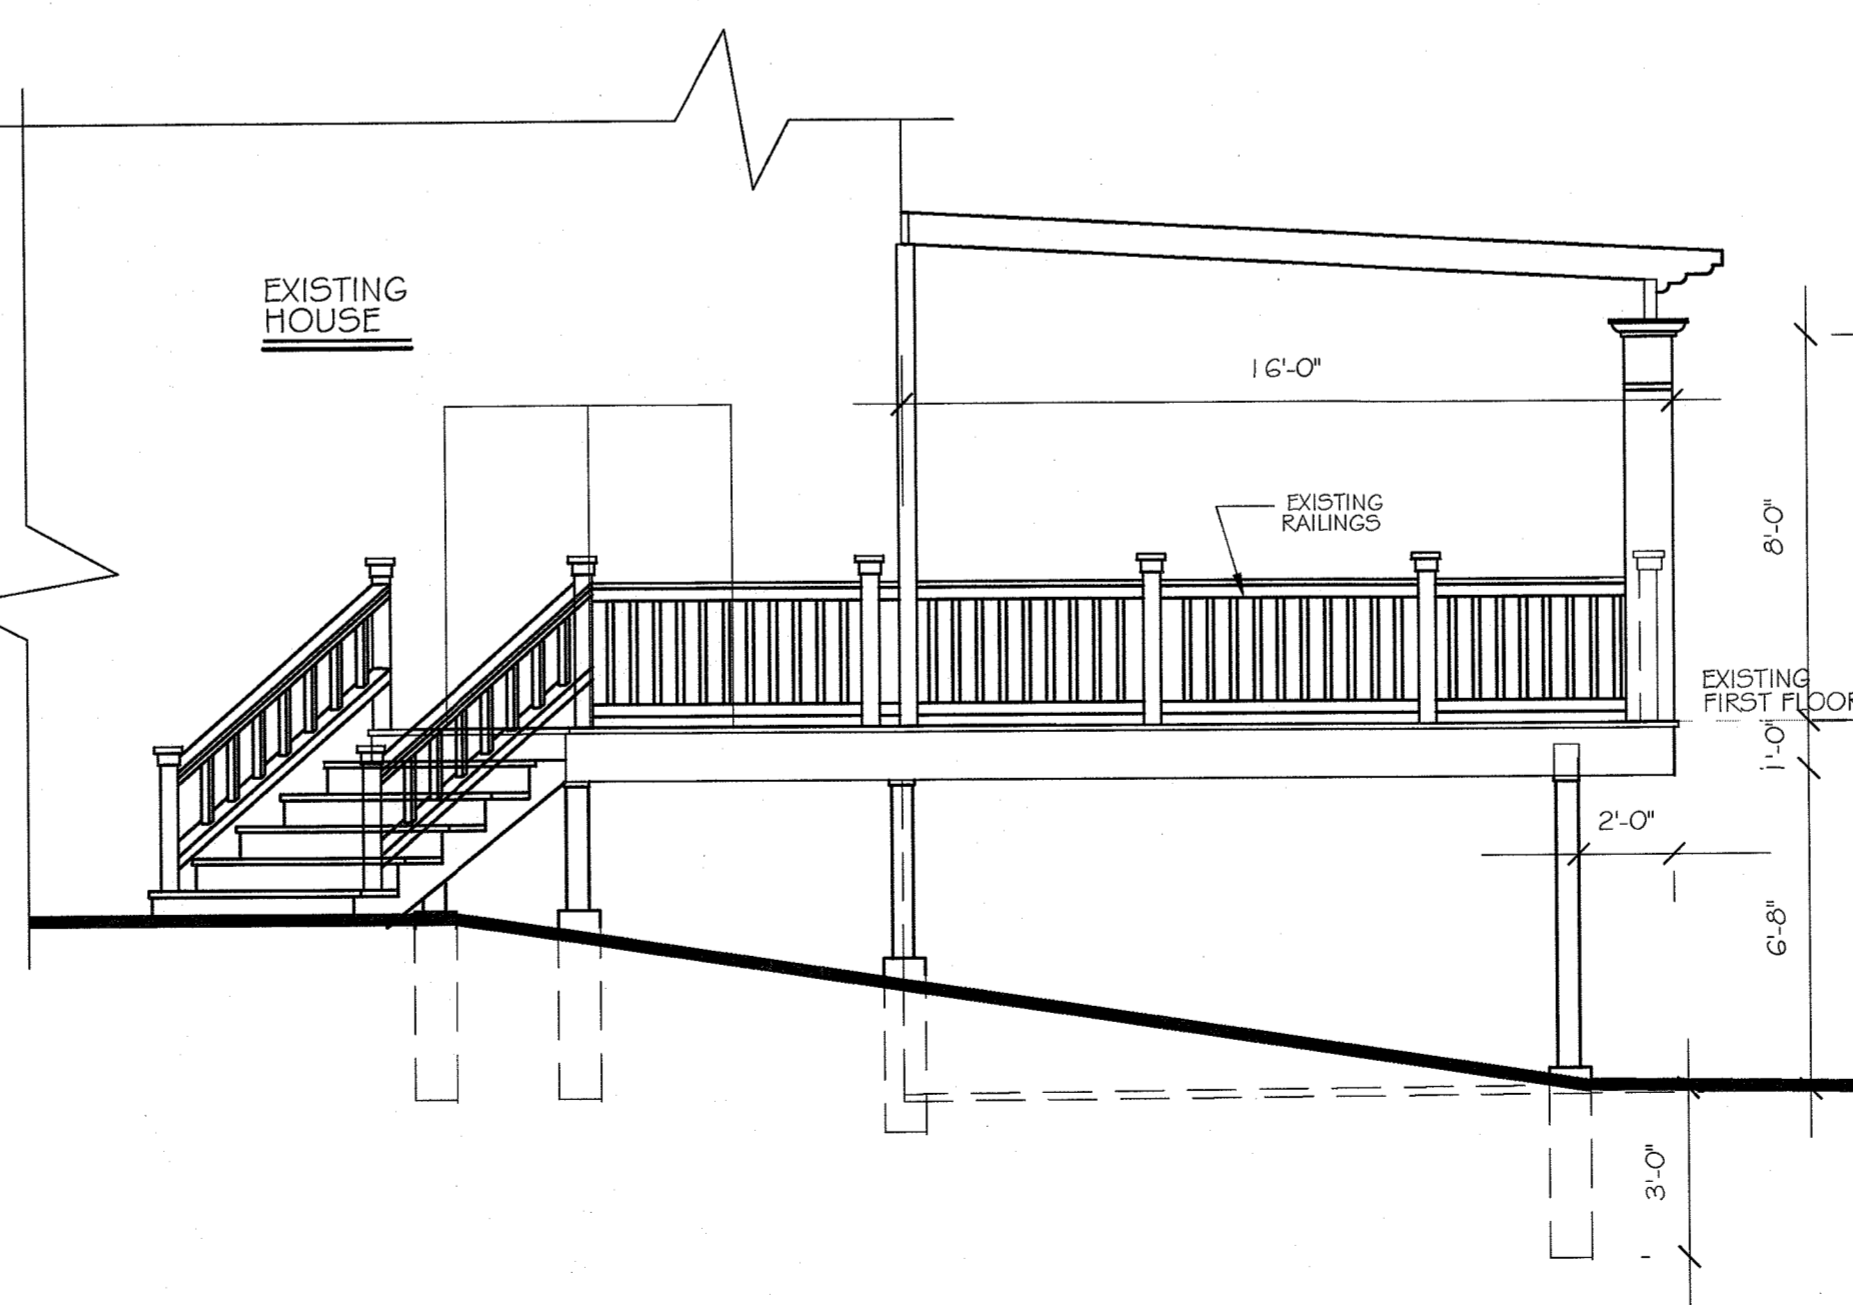 EXISTING
HOUSE
16'-0"
EXISTING
RAILINGS
8'-0"
EXISTING
FIRST FLOOR
1'-0"
2'-0"
6'-8"
3'-0"